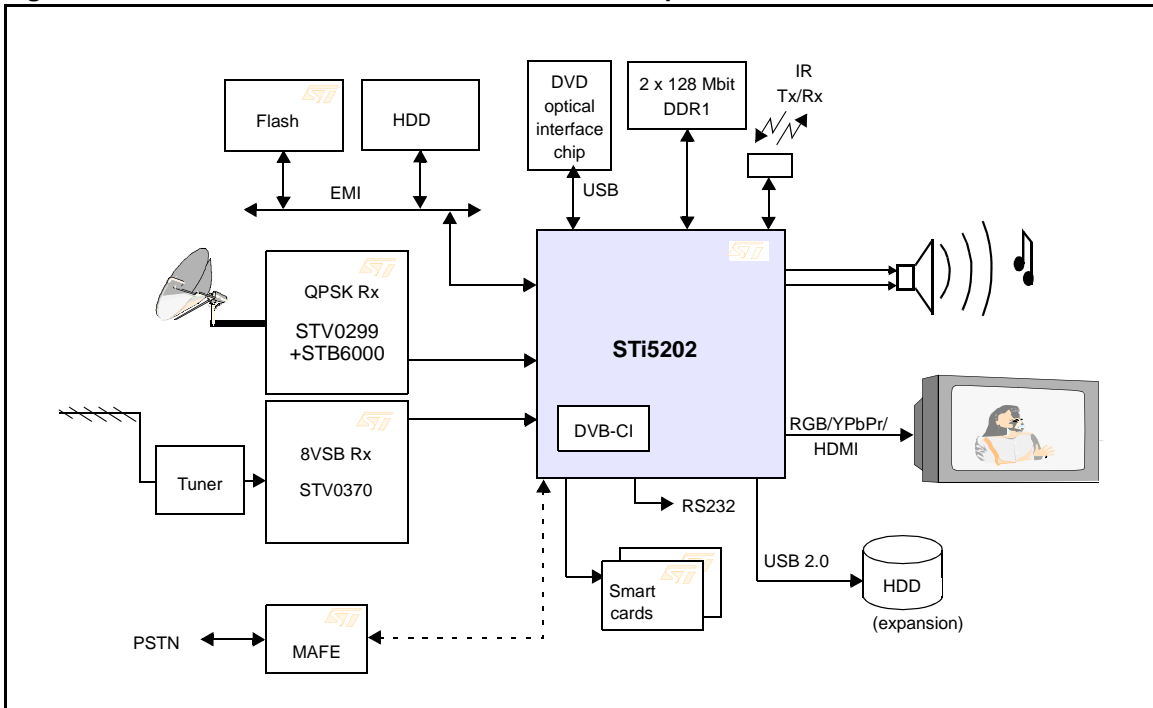 IR
Tx/Rx
DVD
optical
interface
chip
2 x 128 Mbit
DDR1
Flash
HDD
EMI
USB
QPSK Rx
STV0299
+STB6000
STi5202
DVB-CI
RGB/YPbPr/
HDMI
8VSB Rx
STV0370
Tuner
RS232
USB 2.0
HDD
(expansion)
Smart
cards
PSTN
MAFE